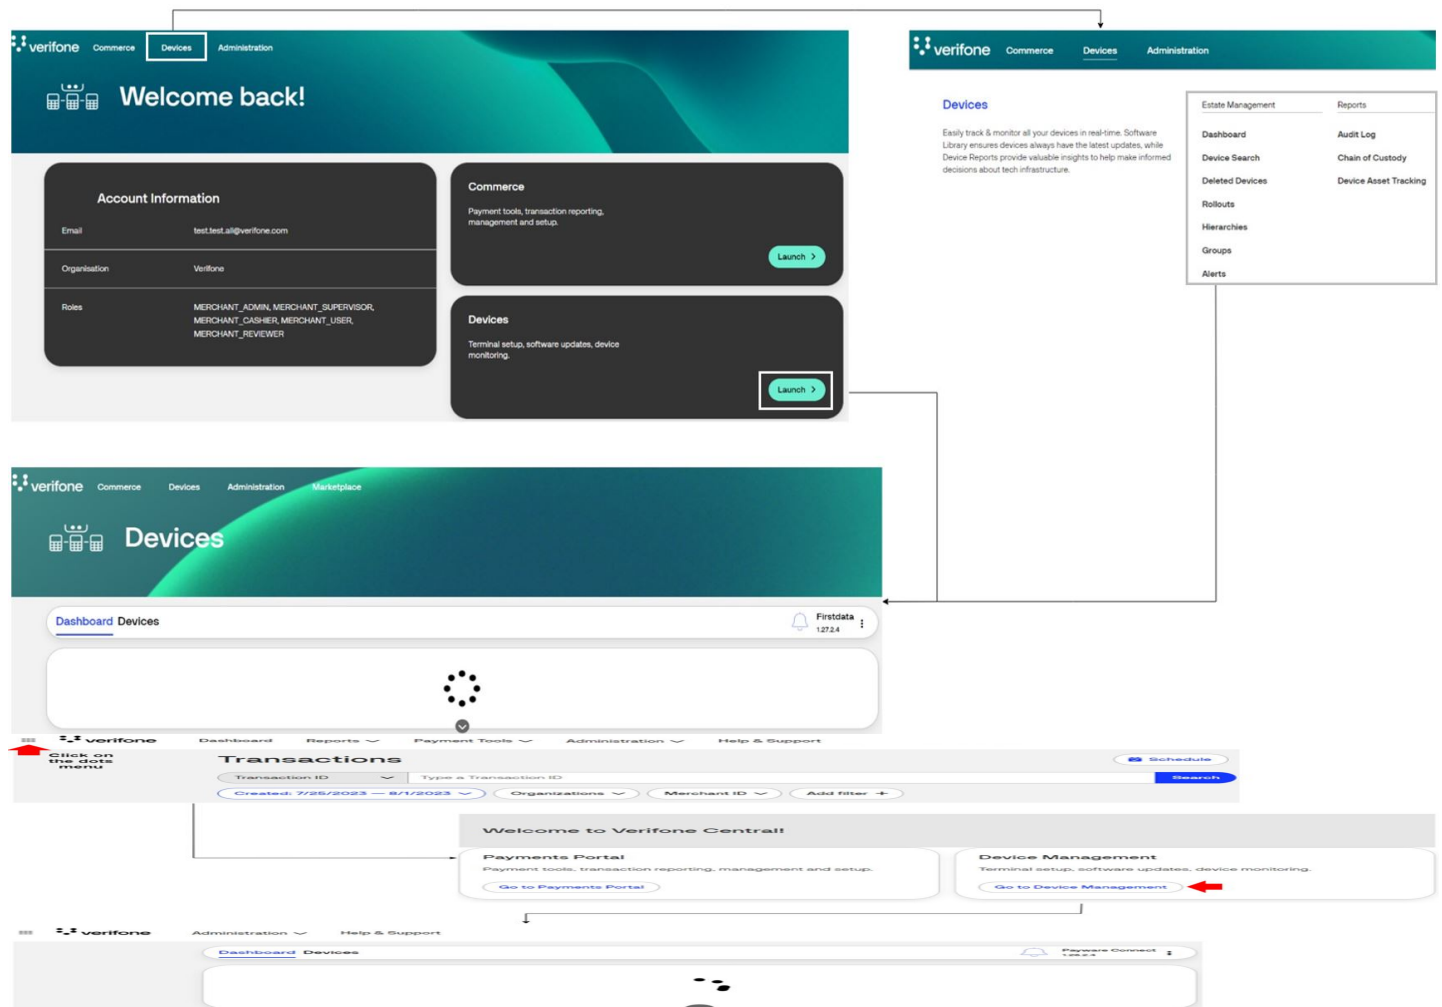 verifone Commerce Devices Administration
Welcome back!
Account Information
Email test.test.all@verifone.com
Organisation Verifone
Roles MERCHANT_ADMIN, MERCHANT_SUPERVISOR,
MERCHANT_CASHIER, MERCHANT_USER,
MERCHANT_REVIEWER
Commerce
Payment tools, transaction reporting,
management and setup.
Launch >
Devices
Terminal setup, software updates, device
monitoring.
Launch >
verifone Commerce Devices Administration
Devices
Easily track & monitor all your devices in real-time. Software
Library ensures devices always have the latest updates, while
Device Reports provide valuable insights to help make informed
decisions about tech infrastructure.
Estate Management
Dashboard
Device Search
Deleted Devices
Rollouts
Hierarchies
Groups
Alerts
Reports
Audit Log
Chain of Custody
Device Asset Tracking
verifone Commerce Devices Administration Marketplace
Devices
Dashboard Devices
Firstdata
1.27.2.4
verifone Dashboard Reports Payment Tools Administration Help & Support
Click on
the dots
menu
Transactions
Schedule
Transaction ID Type a Transaction ID Search
Created: 7/25/2023 — 8/1/2023 Organizations Merchant ID Add filter +
Welcome to Verifone Central!
Payments Portal
Payment tools, transaction reporting, management and setup.
Go to Payments Portal
Device Management
Terminal setup, software updates, device monitoring.
Go to Device Management
verifone Administration Help & Support
Dashboard Devices
Payware Connect